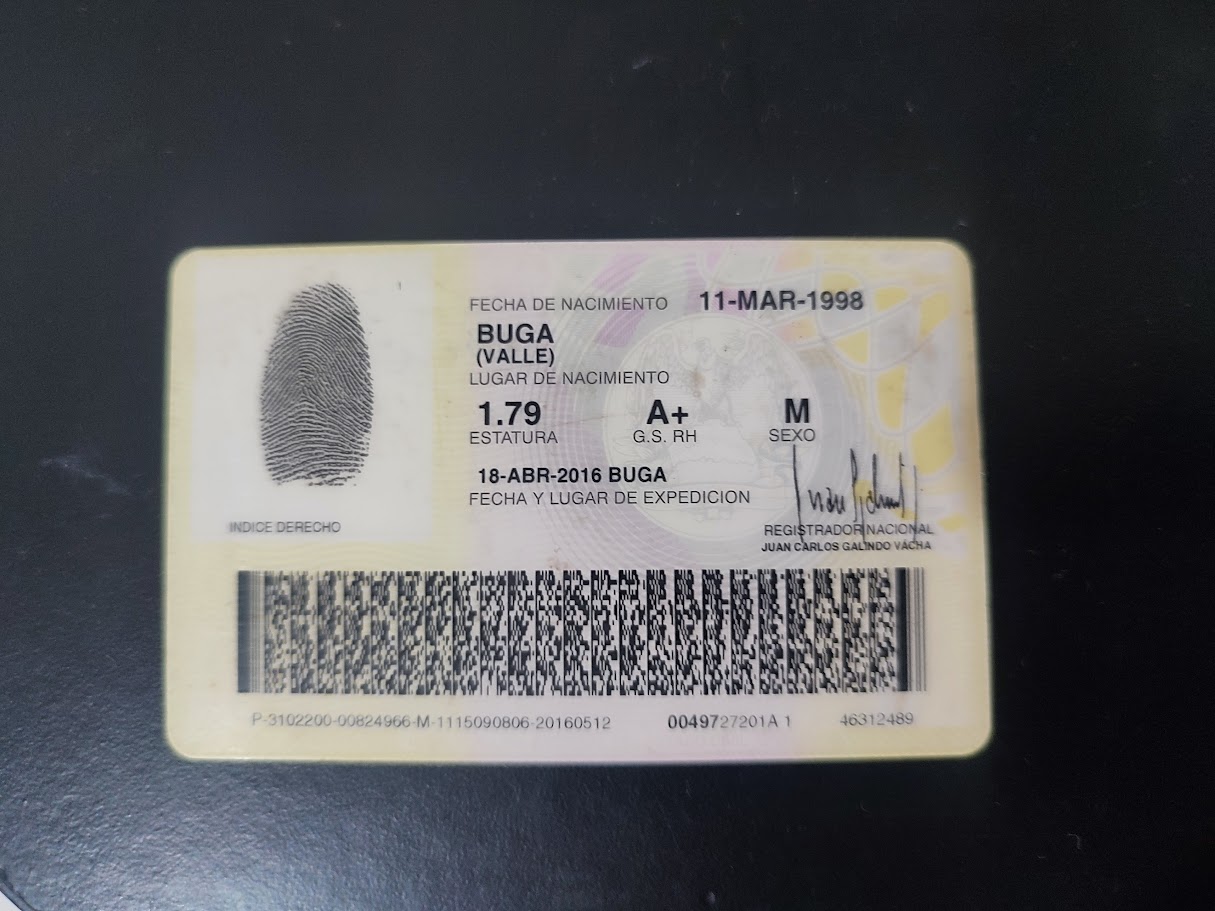 FECHA DE NACIMIENTO 11-MAR-1998
BUGA
(VALLE)
LUGAR DE NACIMIENTO
1.79 A+ M
ESTATURA G.S. RH SEXO
18-ABR-2016 BUGA
FECHA Y LUGAR DE EXPEDICION
INDICE DERECHO
REGISTRADOR NACIONAL
JUAN CARLOS GALINDO VACHA
P-3102200-00824966-M-1115090806-20160512 0049727201A 1 46312489